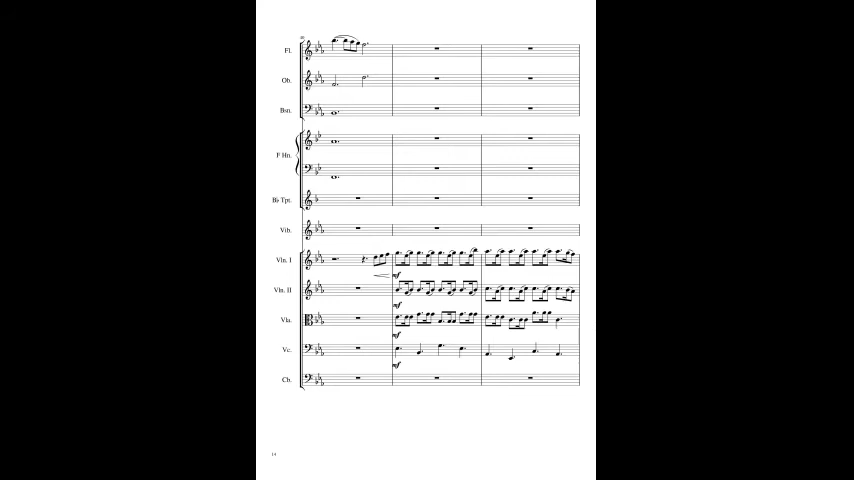 Fl.
Ob.
Bsn.
F Hn.
B♭ Tpt.
Vib.
Vln. I
mf
Vln. II
mf
Vla.
mf
Vc.
mf
Cb.
14